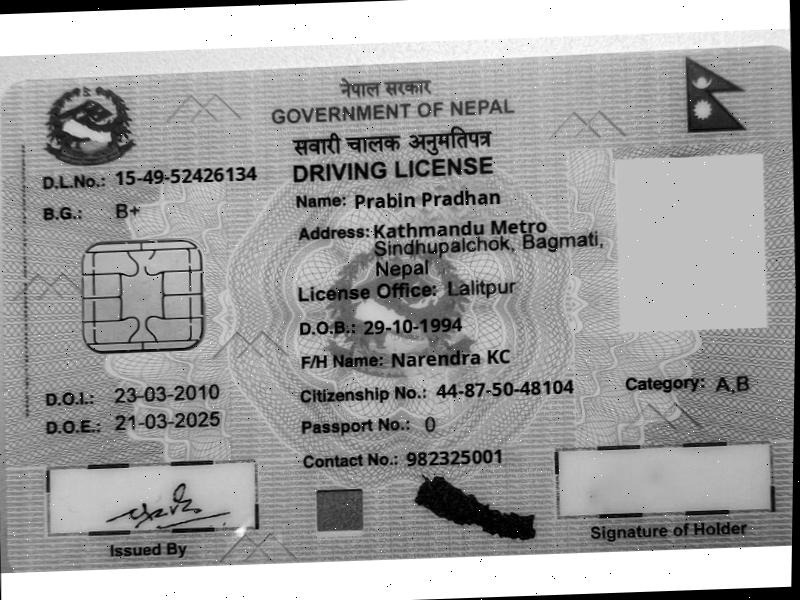 नेपाल सरकार
GOVERNMENT OF NEPAL
सवारी चालक अनुमतिपत्र
DRIVING LICENSE
D.L.No.: 15-49-52426134
B.G.: B+
Name: Prabin Pradhan
Address: Kathmandu Metro
Sindhupalchok, Bagmati,
Nepal
License Office: Lalitpur
D.O.B.: 29-10-1994
F/H Name: Narendra KC
D.O.I.: 23-03-2010
Citizenship No.: 44-87-50-48104
Category: A,B
D.O.E.: 21-03-2025
Passport No.: 0
Contact No.: 982325001
Issued By
Signature of Holder